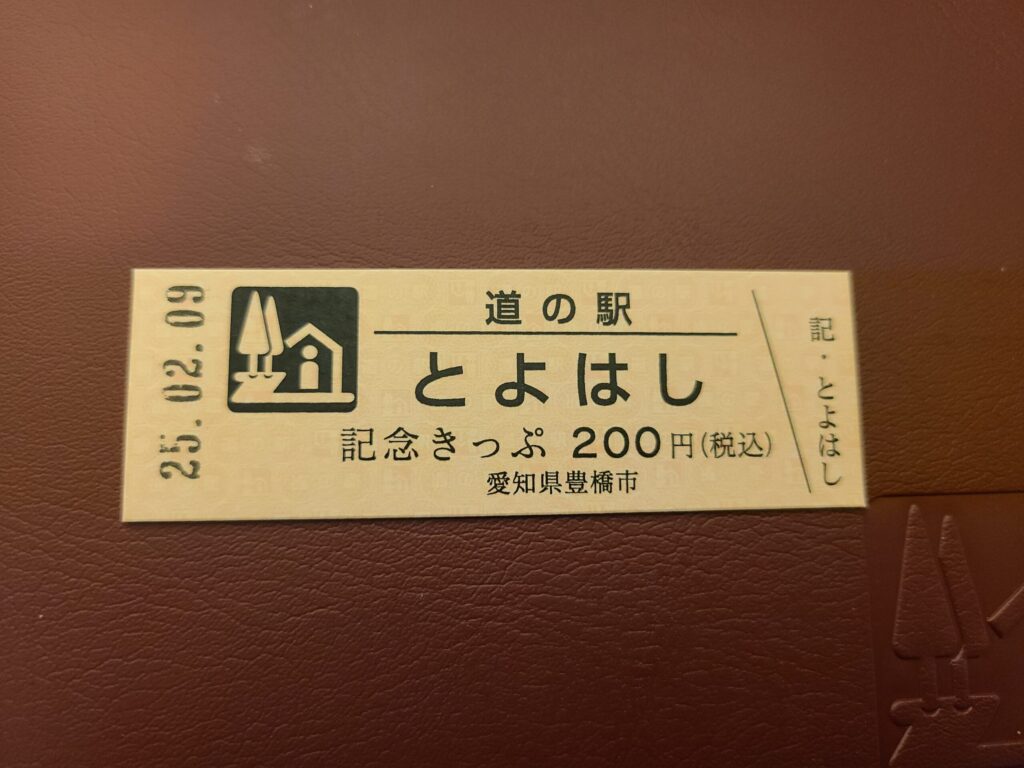 25.02.09
道の駅
とよはし
記念きっぷ 200円(税込)
愛知県豊橋市
記・とよはし